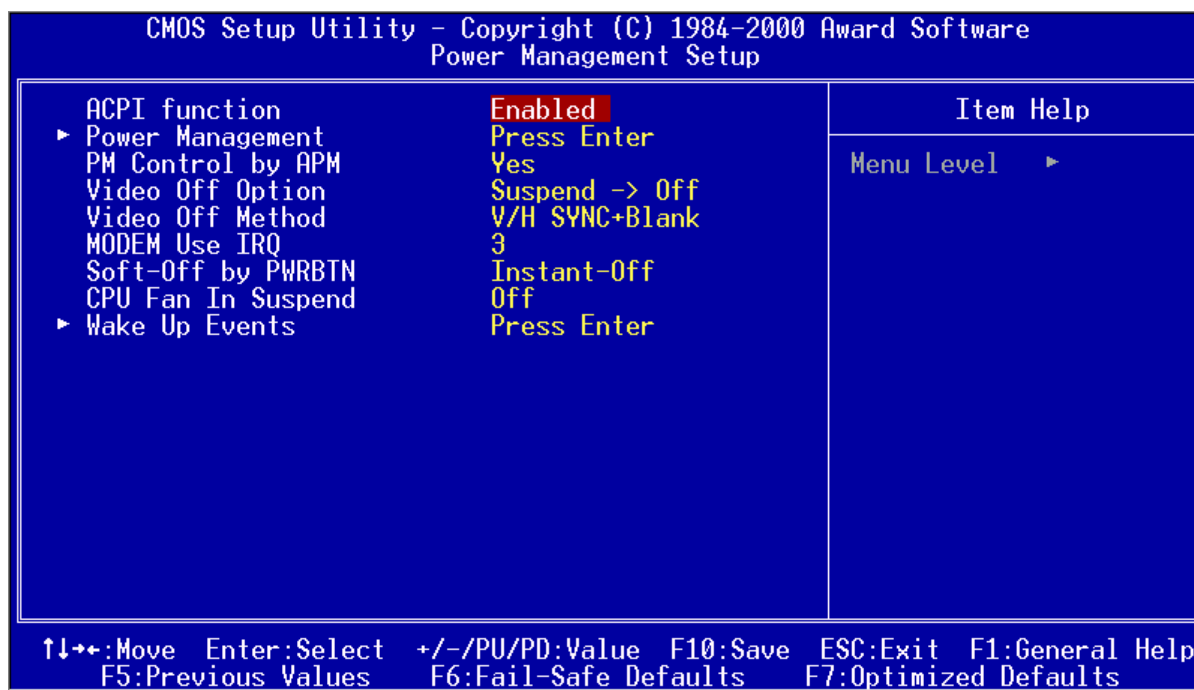 CMOS Setup Utility - Copyright (C) 1984-2000 Award Software
Power Management Setup
ACPI function Enabled
► Power Management Press Enter
PM Control by APM Yes
Video Off Option Suspend -> Off
Video Off Method V/H SYNC+Blank
MODEM Use IRQ 3
Soft-Off by PWRBTN Instant-Off
CPU Fan In Suspend Off
► Wake Up Events Press Enter
Item Help
Menu Level ►
↑↓→←:Move Enter:Select +/-/PU/PD:Value F10:Save ESC:Exit F1:General Help
F5:Previous Values F6:Fail-Safe Defaults F7:Optimized Defaults